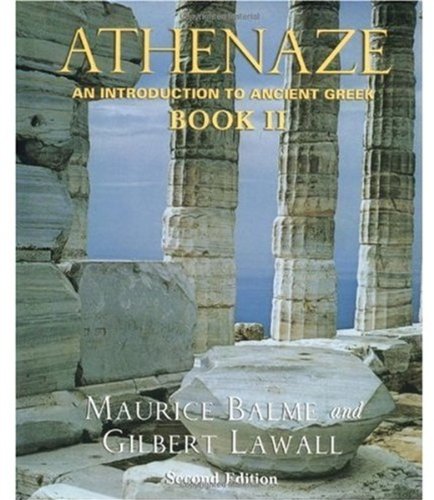 ATHENAZE
AN INTRODUCTION TO ANCIENT GREEK
BOOK II
MAURICE BALME and
GILBERT LAWALL
Second Edition